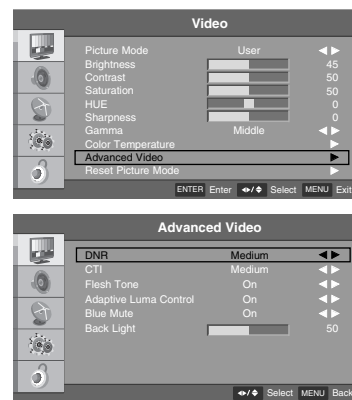 Video
Picture Mode User
Brightness 45
Contrast 50
Saturation 50
HUE 0
Sharpness 0
Gamma Middle
Color Temperature
Advanced Video
Reset Picture Mode
ENTER Enter Select MENU Exit
Advanced Video
DNR Medium
CTI Medium
Flesh Tone On
Adaptive Luma Control On
Blue Mute On
Back Light 50
Select MENU Back